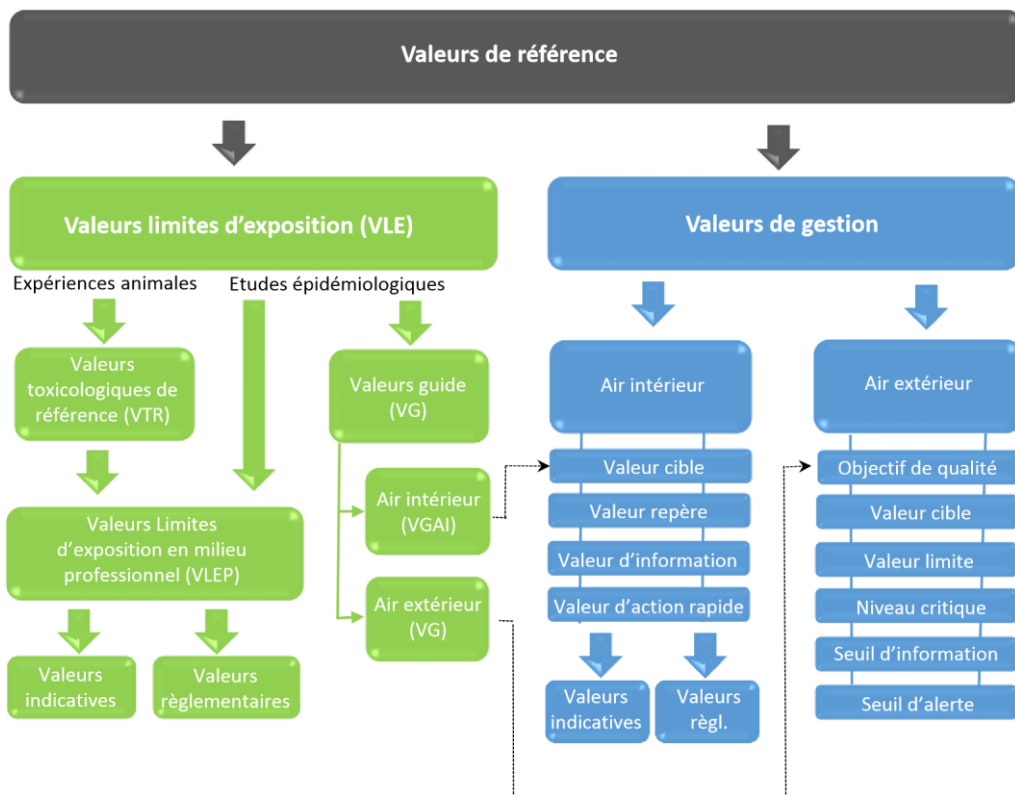 Valeurs de référence
Valeurs limites d'exposition (VLE)
Expériences animales
Etudes épidémiologiques
Valeurs
toxicologiques de
référence (VTR)
Valeurs guide
(VG)
Air intérieur
(VGAI)
Valeurs Limites
d'exposition en milieu
professionnel (VLEP)
Air extérieur
(VG)
Valeurs
indicatives
Valeurs
règlementaires
Valeurs de gestion
Air intérieur
Valeur cible
Valeur repère
Valeur d'information
Valeur d'action rapide
Valeurs
indicatives
Valeurs
règl.
Air extérieur
Objectif de qualité
Valeur cible
Valeur limite
Niveau critique
Seuil d'information
Seuil d'alerte